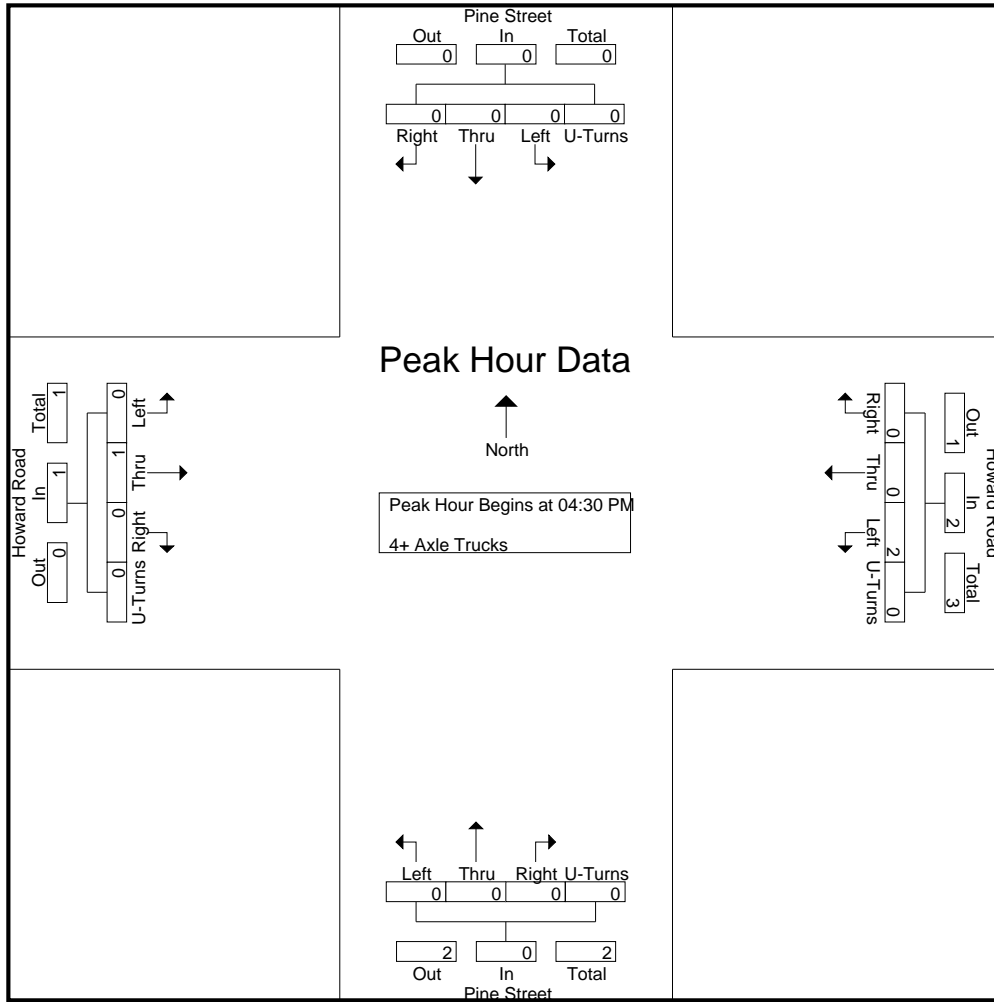 Pine Street
Out In Total
0 0 0
0 0 0 0
Right Thru Left U-Turns
Peak Hour Data
North
Peak Hour Begins at 04:30 PM
4+ Axle Trucks
Howard Road
Total In Out
1 1 0
0 1 0 0
Left Thru Right U-Turns
Howard Road
Out In Total
1 2 3
0 0 2 0
Right Thru Left U-Turns
Left Thru Right U-Turns
0 0 0 0
2 0 2
Out In Total
Pine Street